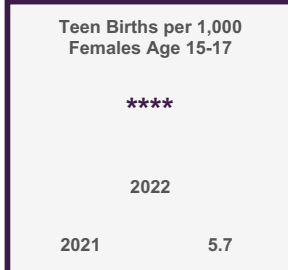 Teen Births per 1,000
Females Age 15-17
****
2022
2021 5.7